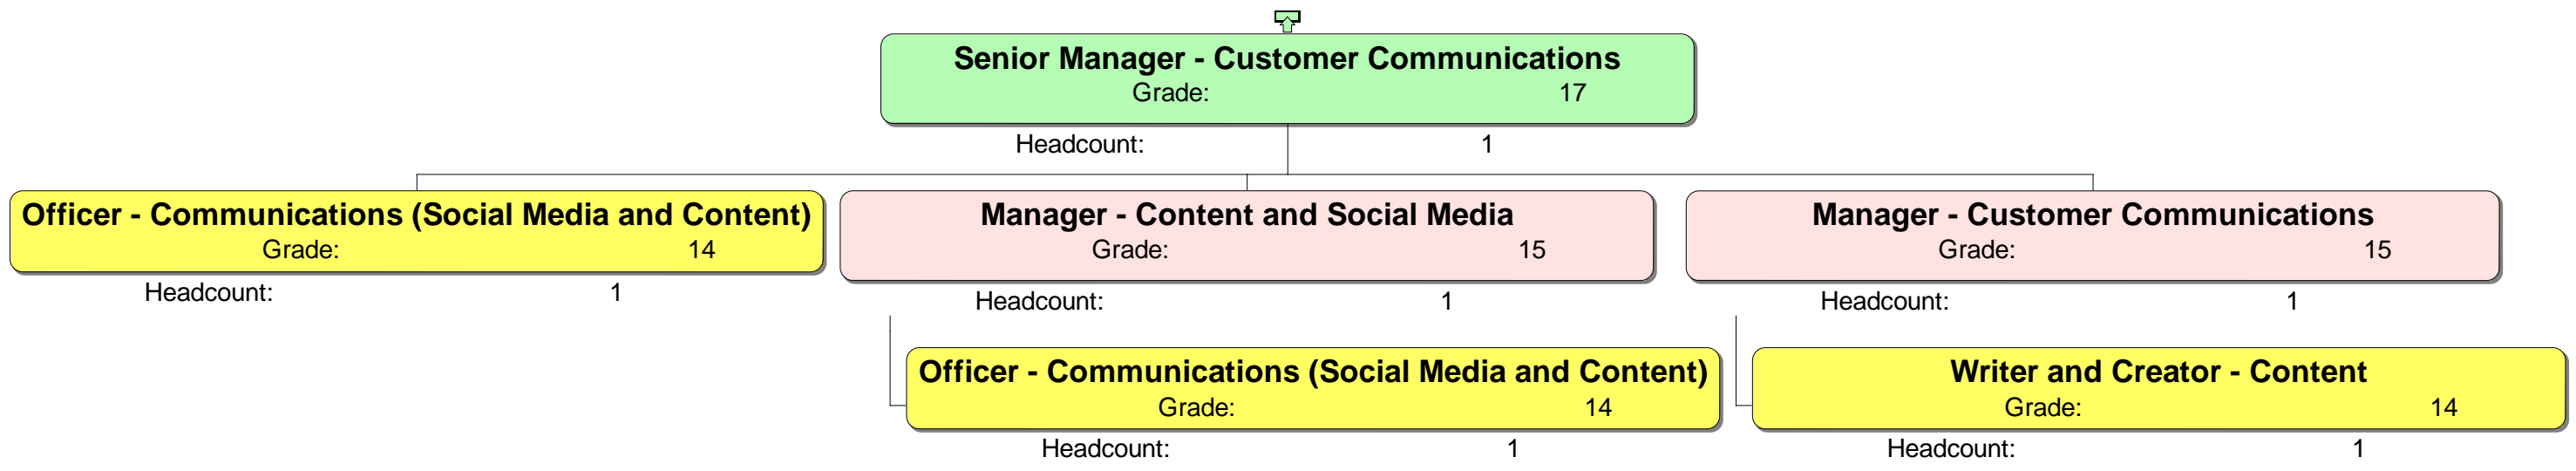 Senior Manager - Customer Communications
Grade: 17
Headcount: 1
Officer - Communications (Social Media and Content)
Grade: 14
Headcount: 1
Manager - Content and Social Media
Grade: 15
Headcount: 1
Manager - Customer Communications
Grade: 15
Headcount: 1
Officer - Communications (Social Media and Content)
Grade: 14
Headcount: 1
Writer and Creator - Content
Grade: 14
Headcount: 1